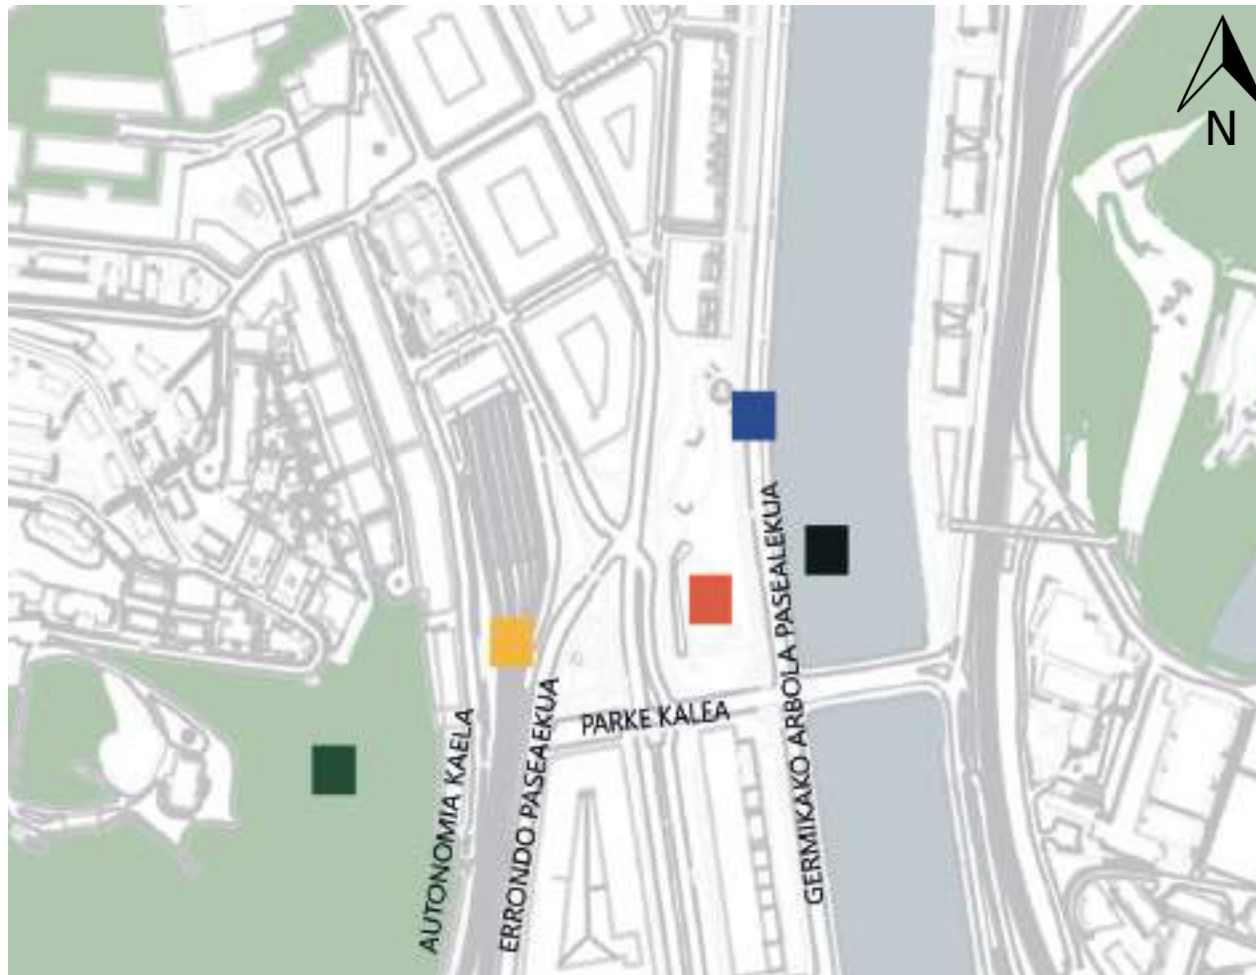 N
GERMIKAKO ARBOLA PASEALEKUA
PARKE KALEA
AUTONOMIA KAELA
ERRONDO PASEAEKUA